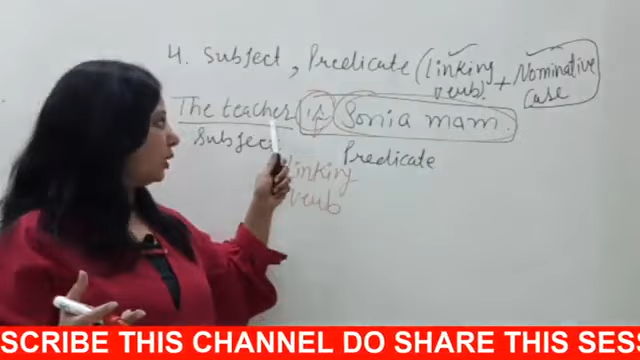 4. Subject, Predicate (linking verb + Nominative case
The teacher is Sonia mam.
Subject Predicate
linking
verb
SCRIBE THIS CHANNEL DO SHARE THIS SES